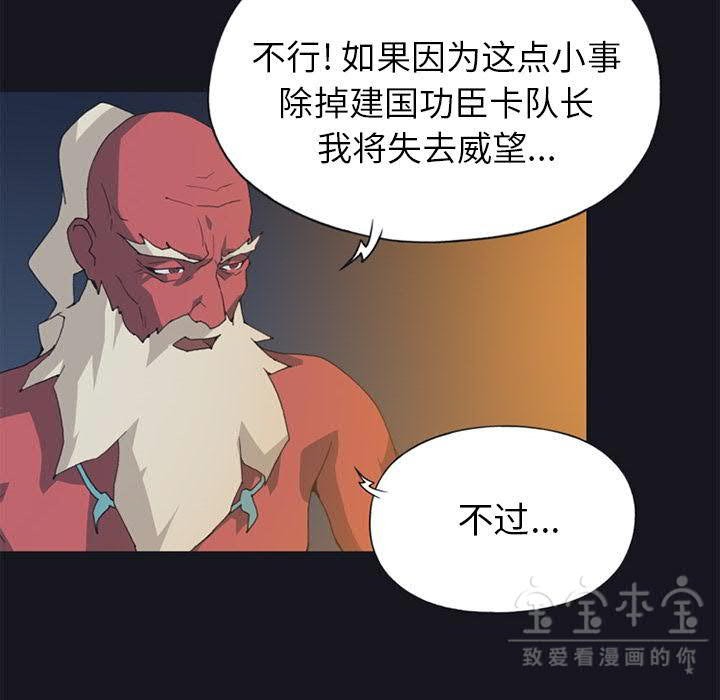 不行! 如果因为这点小事
除掉建国功臣卡队长
我将失去威望...
不过...
宝宝本宝
致爱看漫画的你